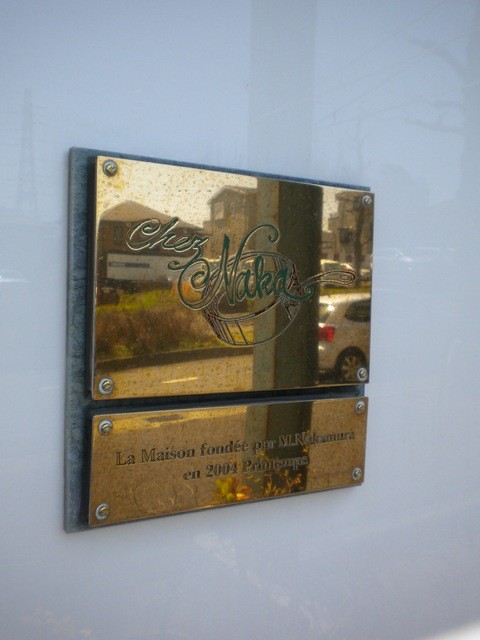 Chez
Naka
La Maison fondée par M.Nakamura
en 2004 Printemps